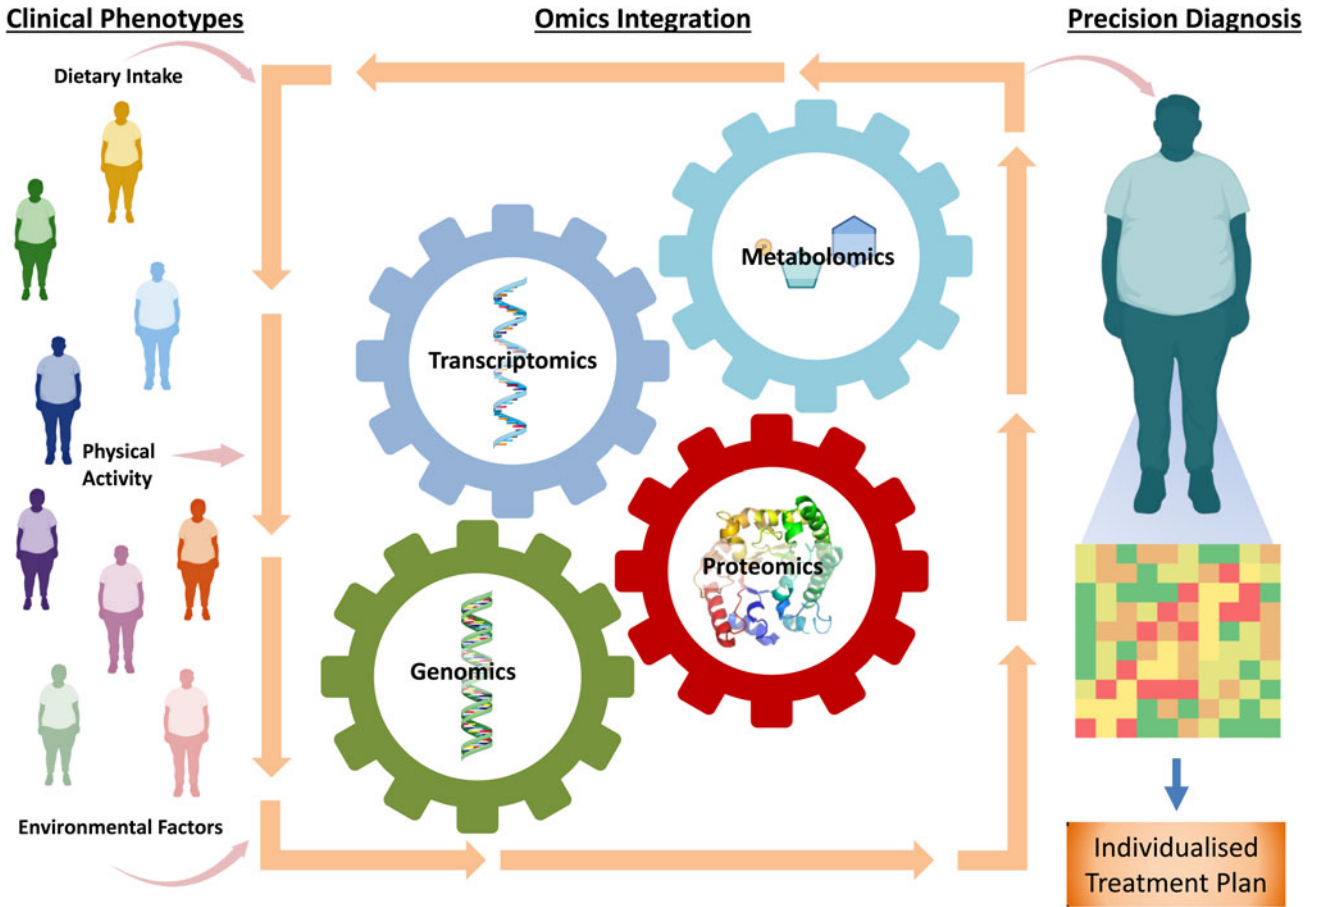 Clinical Phenotypes
Omics Integration
Precision Diagnosis
Dietary Intake
Metabolomics
Transcriptomics
Physical
Activity
Proteomics
Genomics
Environmental Factors
Individualised
Treatment Plan